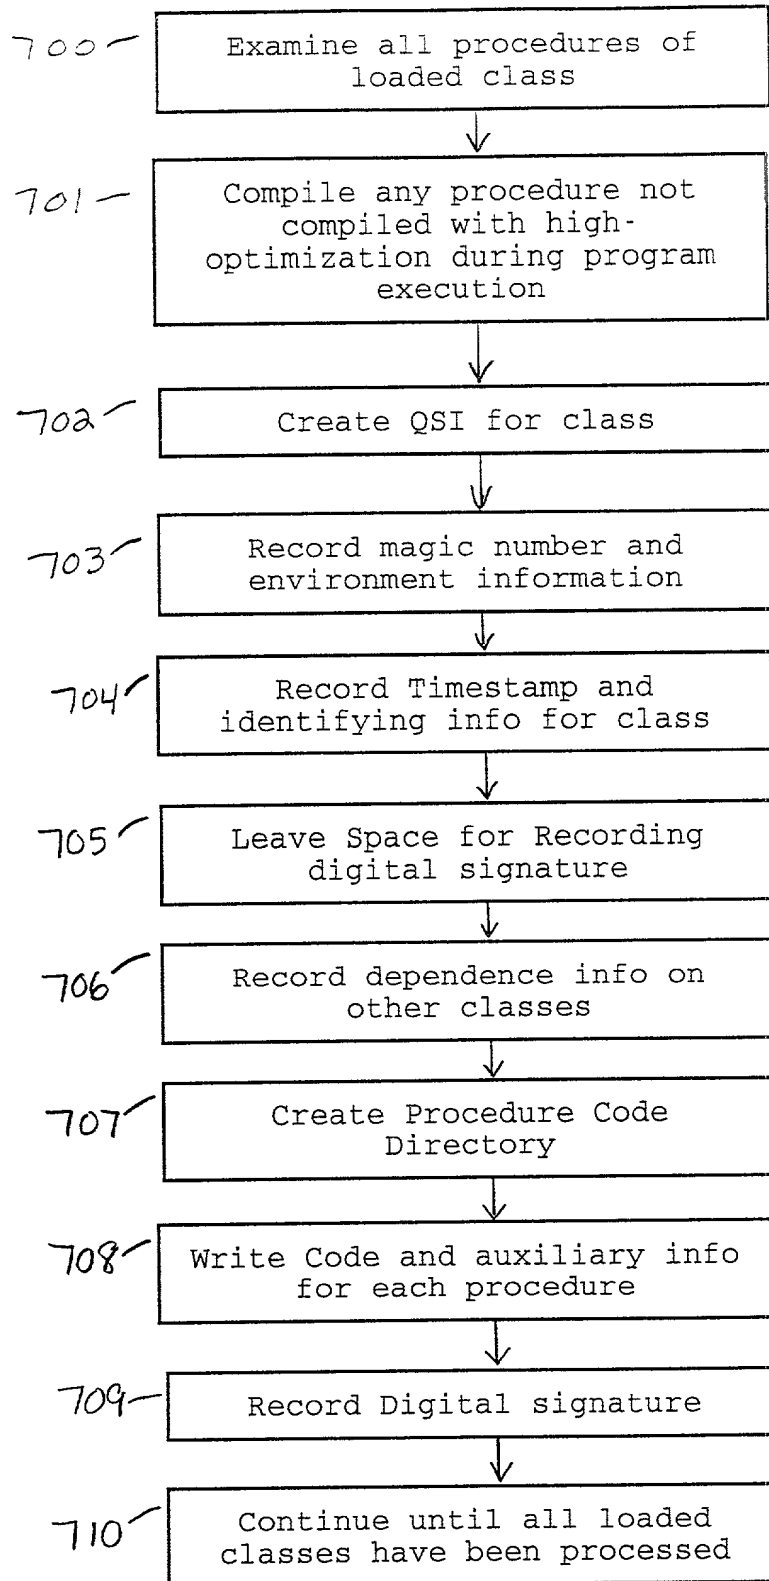 700
Examine all procedures of
loaded class
701
Compile any procedure not
compiled with high-
optimization during program
execution
702
Create QSI for class
703
Record magic number and
environment information
704
Record Timestamp and
identifying info for class
705
Leave Space for Recording
digital signature
706
Record dependence info on
other classes
707
Create Procedure Code
Directory
708
Write Code and auxiliary info
for each procedure
709
Record Digital signature
710
Continue until all loaded
classes have been processed